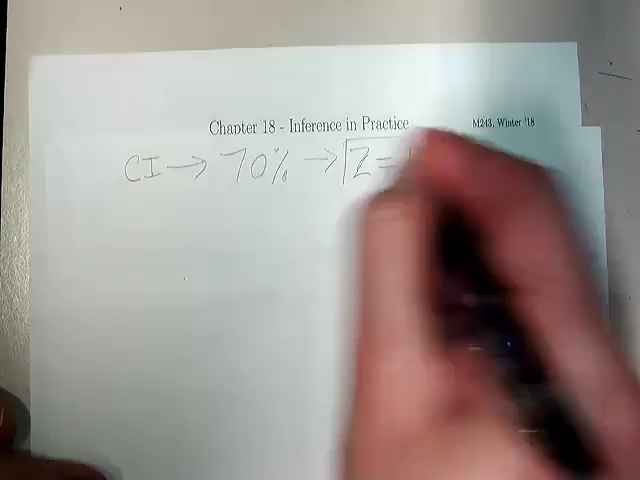 Chapter 18 - Inference in Practice
M243, Winter '18
CI → 70% → Z =